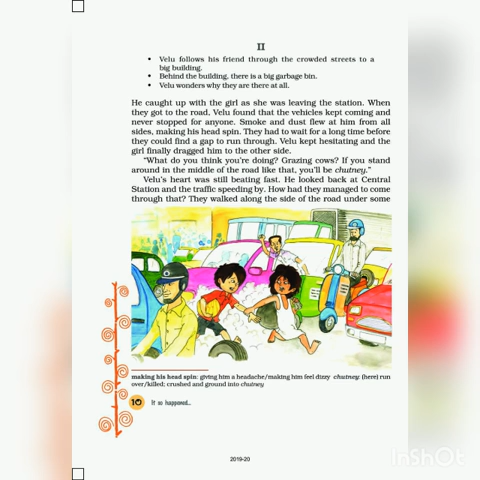 II
• Velu follows his friend through the crowded streets to a
big building.
• Behind the building, there is a big garbage bin.
• Velu wonders why they are there at all.
He caught up with the girl as she was leaving the station. When
they got to the road, Velu found that the vehicles kept coming and
never stopped for anyone. Smoke and dust flew at him from all
sides, making his head spin. They had to wait for a long time before
they could find a gap to run through. Velu kept hesitating and the
girl finally dragged him to the other side.
“What do you think you’re doing? Grazing cows? If you stand
around in the middle of the road like that, you’ll be chutney.”
Velu’s heart was still beating fast. He looked back at Central
Station and the traffic speeding by. How had they managed to come
through that? They walked along the side of the road under some
making his head spin: giving him a headache/making him feel dizzy chutney: (here) run
over/killed; crushed and ground into chutney
10 It so happened...
2019-20
InShOt